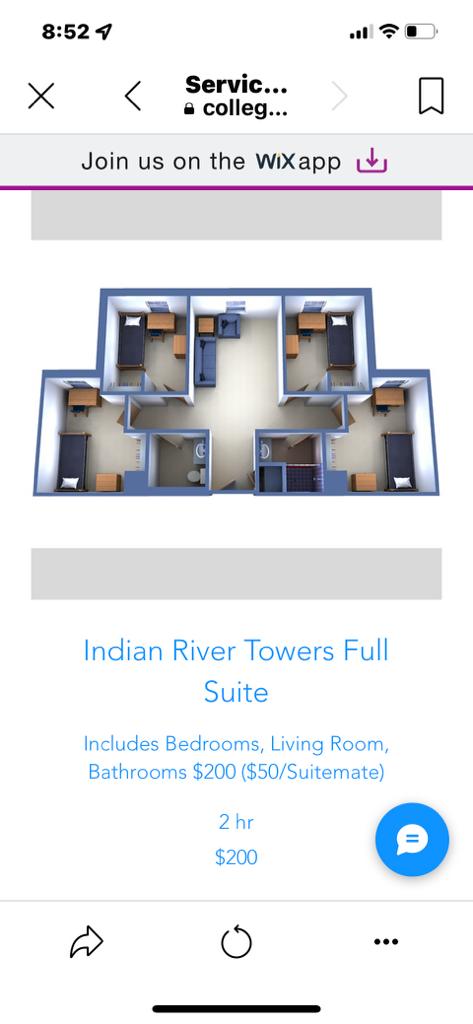 8:52
Servic...
colleg...
Join us on the WiX app
Indian River Towers Full
Suite
Includes Bedrooms, Living Room,
Bathrooms $200 ($50/Suitemate)
2 hr
$200